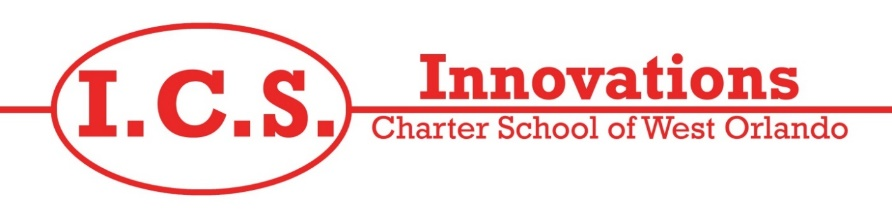 I.C.S.
Innovations
Charter School of West Orlando